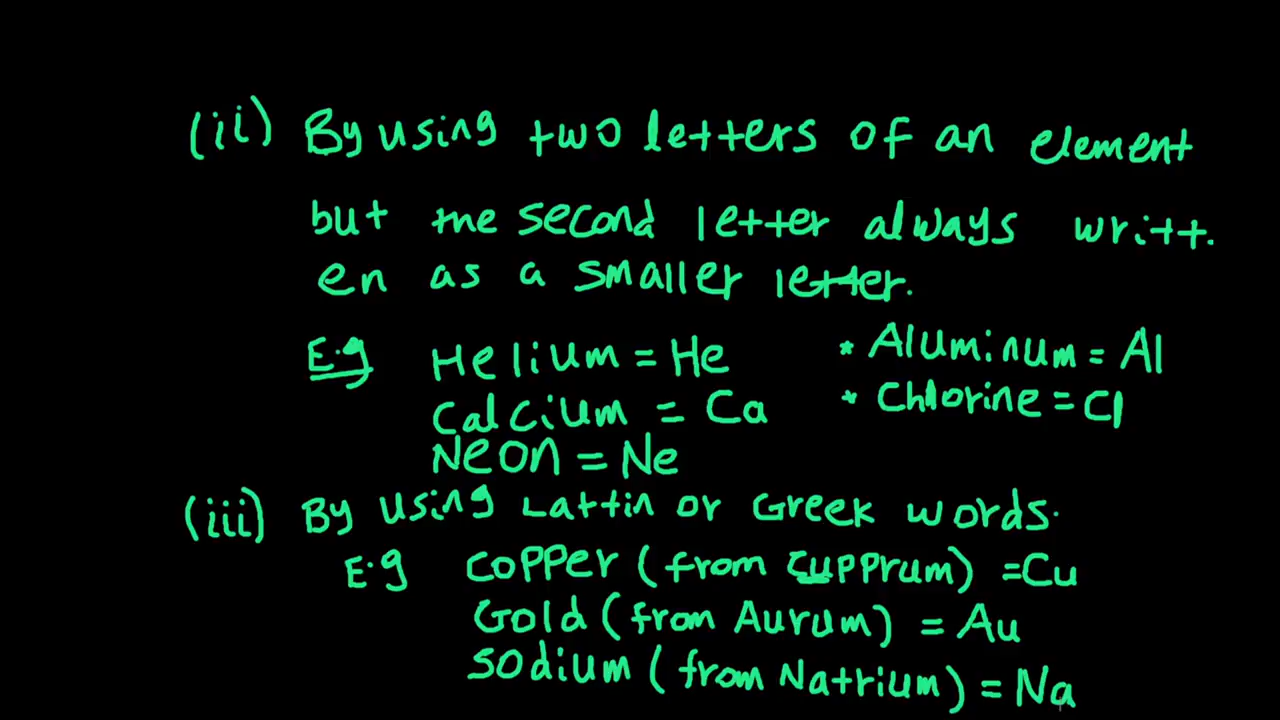 (ii) By using two letters of an element
but the second letter always writt.
en as a smaller letter.
E.g Helium = He * Aluminum = Al
Calcium = Ca * Chlorine = Cl
Neon = Ne
(iii) By using Lattin or Greek words.
E.g Copper (from Cupprum) = Cu
Gold (from Aurum) = Au
Sodium (from Natrium) = Na